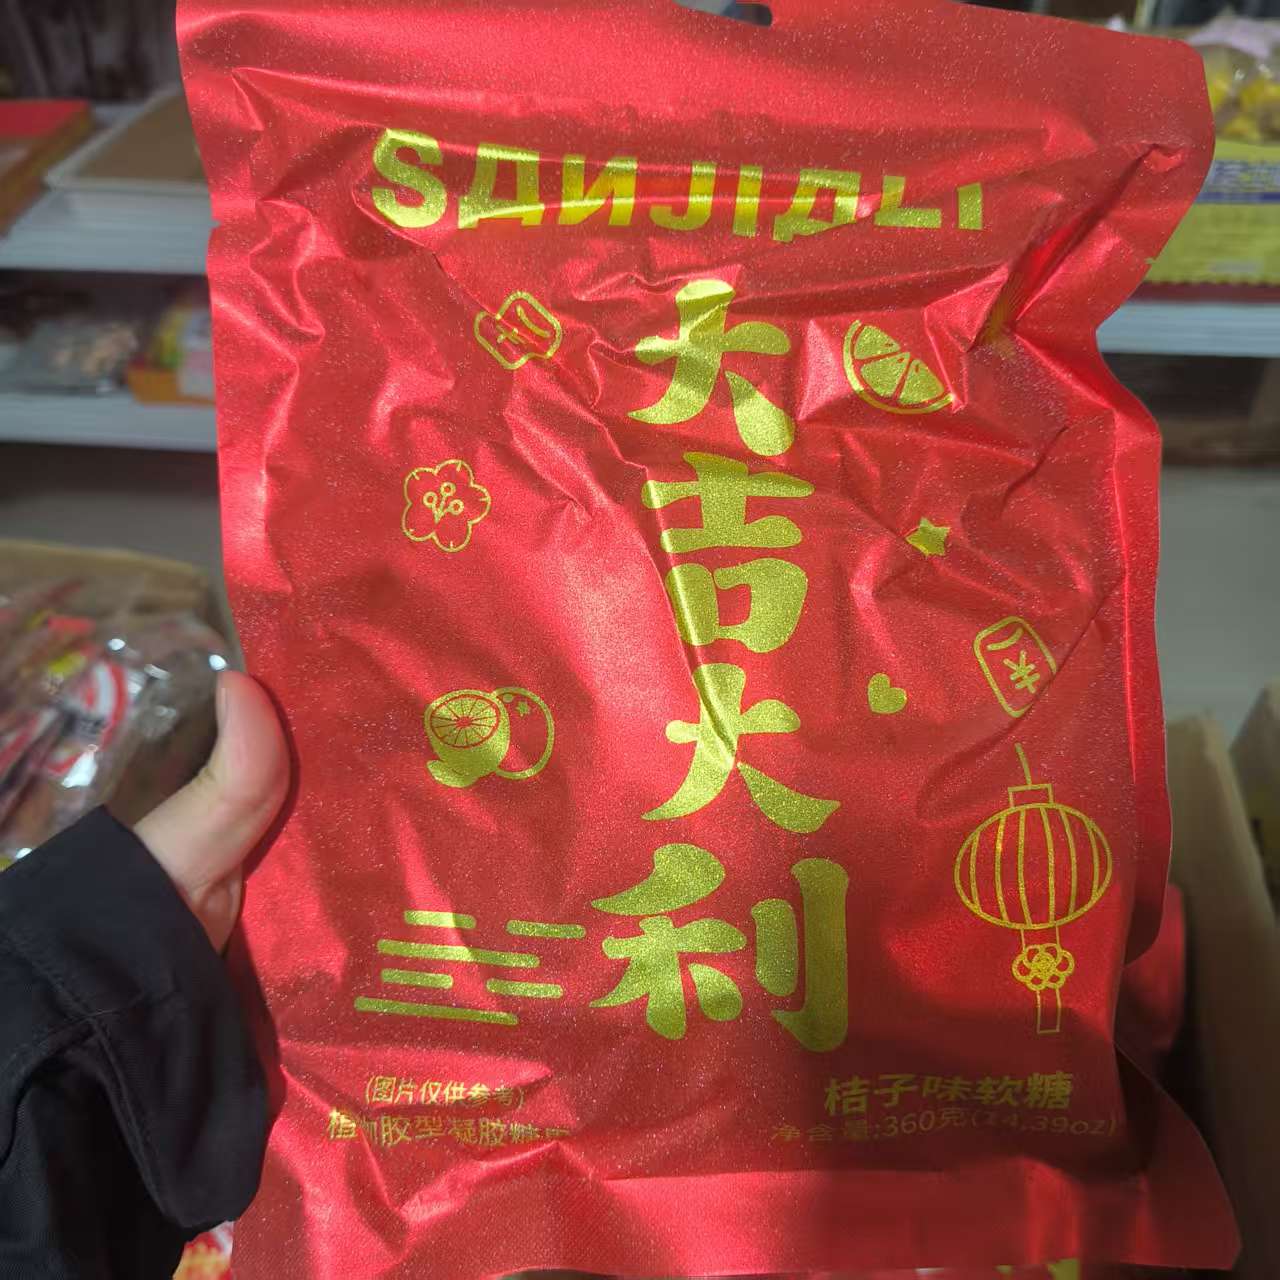 SANJIALI
大吉大利
(图片仅供参考)
植物胶型凝胶糖果
桔子味软糖
净含量:360克(14.39oz)